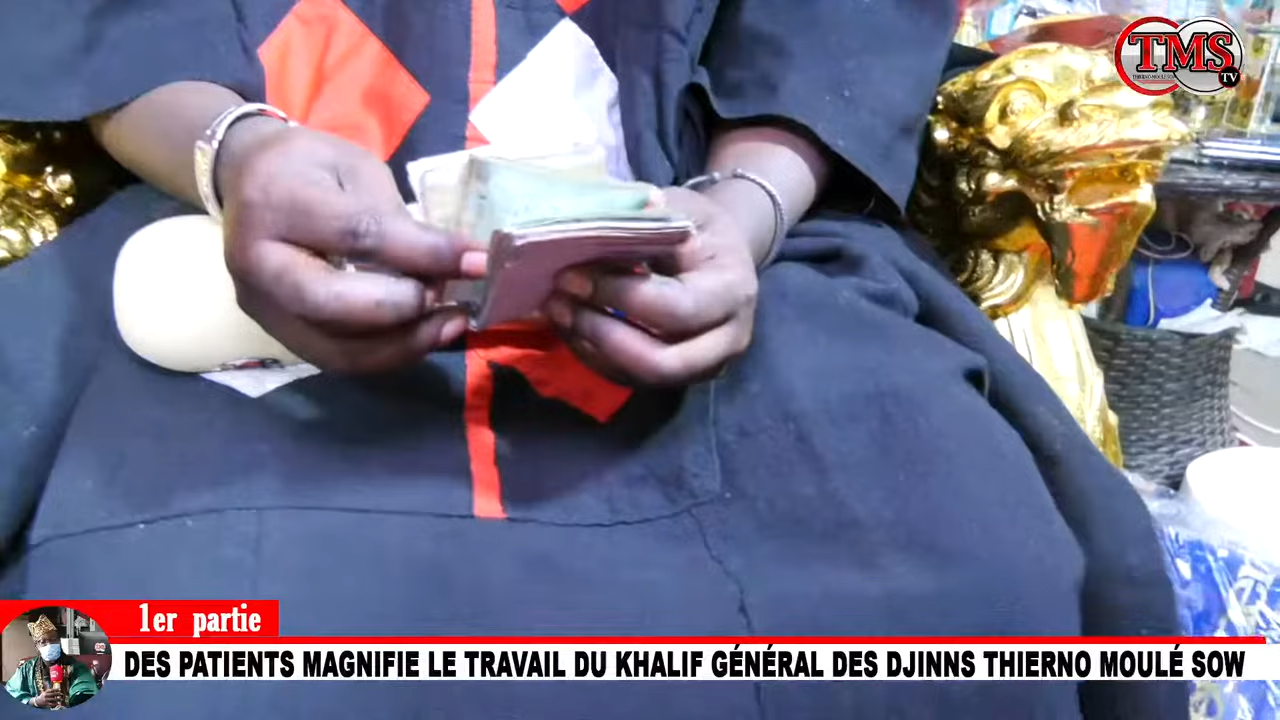 TMS
TV
1er partie
DES PATIENTS MAGNIFIE LE TRAVAIL DU KHALIF GÉNÉRAL DES DJINNS THIERNO MOULÉ SOW